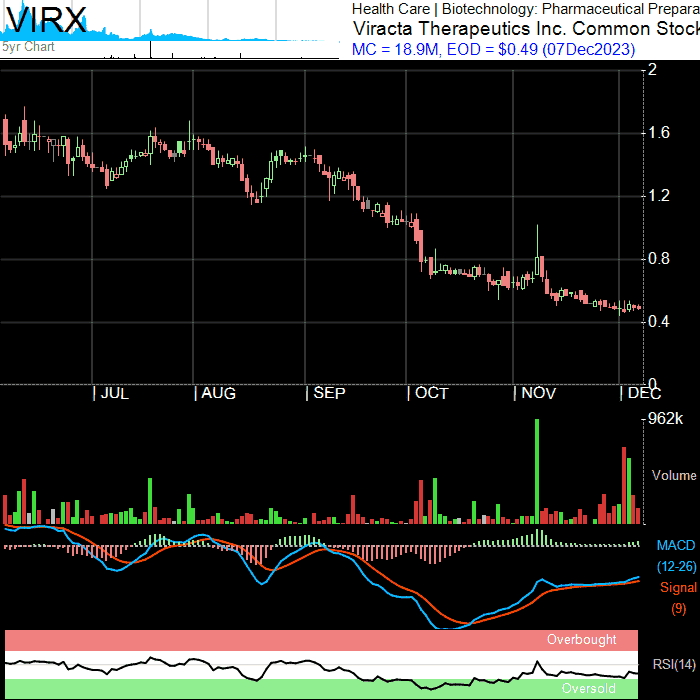 VIRX
5yr Chart
Health Care | Biotechnology: Pharmaceutical Prepara
Viracta Therapeutics Inc. Common Stock
MC = 18.9M, EOD = $0.49 (07Dec2023)
2
1.6
1.2
0.8
0.4
0
| JUL | AUG | SEP | OCT | NOV | DEC
962k
Volume
MACD
(12-26)
Signal
(9)
Overbought
RSI(14)
Oversold